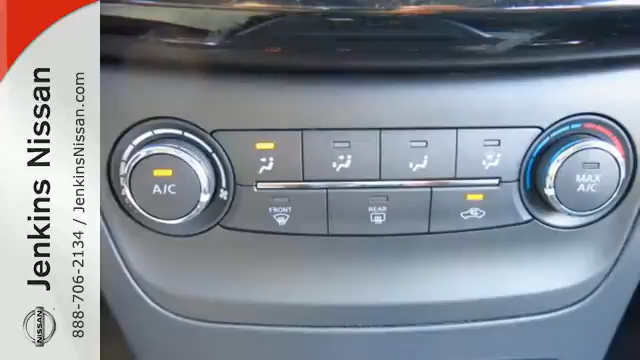 Jenkins Nissan
888-706-2134 / JenkinsNissan.com
NISSAN
A/C
FRONT
REAR
MAX
A/C